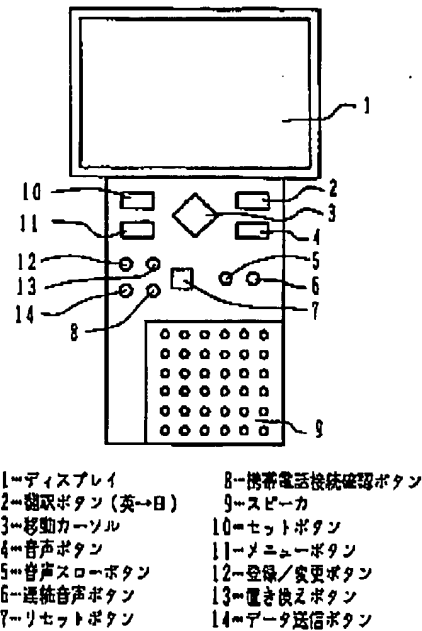 1
10
2
3
11
4
12
5
13
6
14
7
8
9
1…ディスプレイ
2…翻訳ボタン(英→日)
3…移動カーソル
4…音声ボタン
5…音声スローボタン
6…連続音声ボタン
7…リセットボタン
8…携帯電話接続確認ボタン
9…スピーカ
10…セットボタン
11…メニューボタン
12…登録/変更ボタン
13…置き換えボタン
14…データ送信ボタン